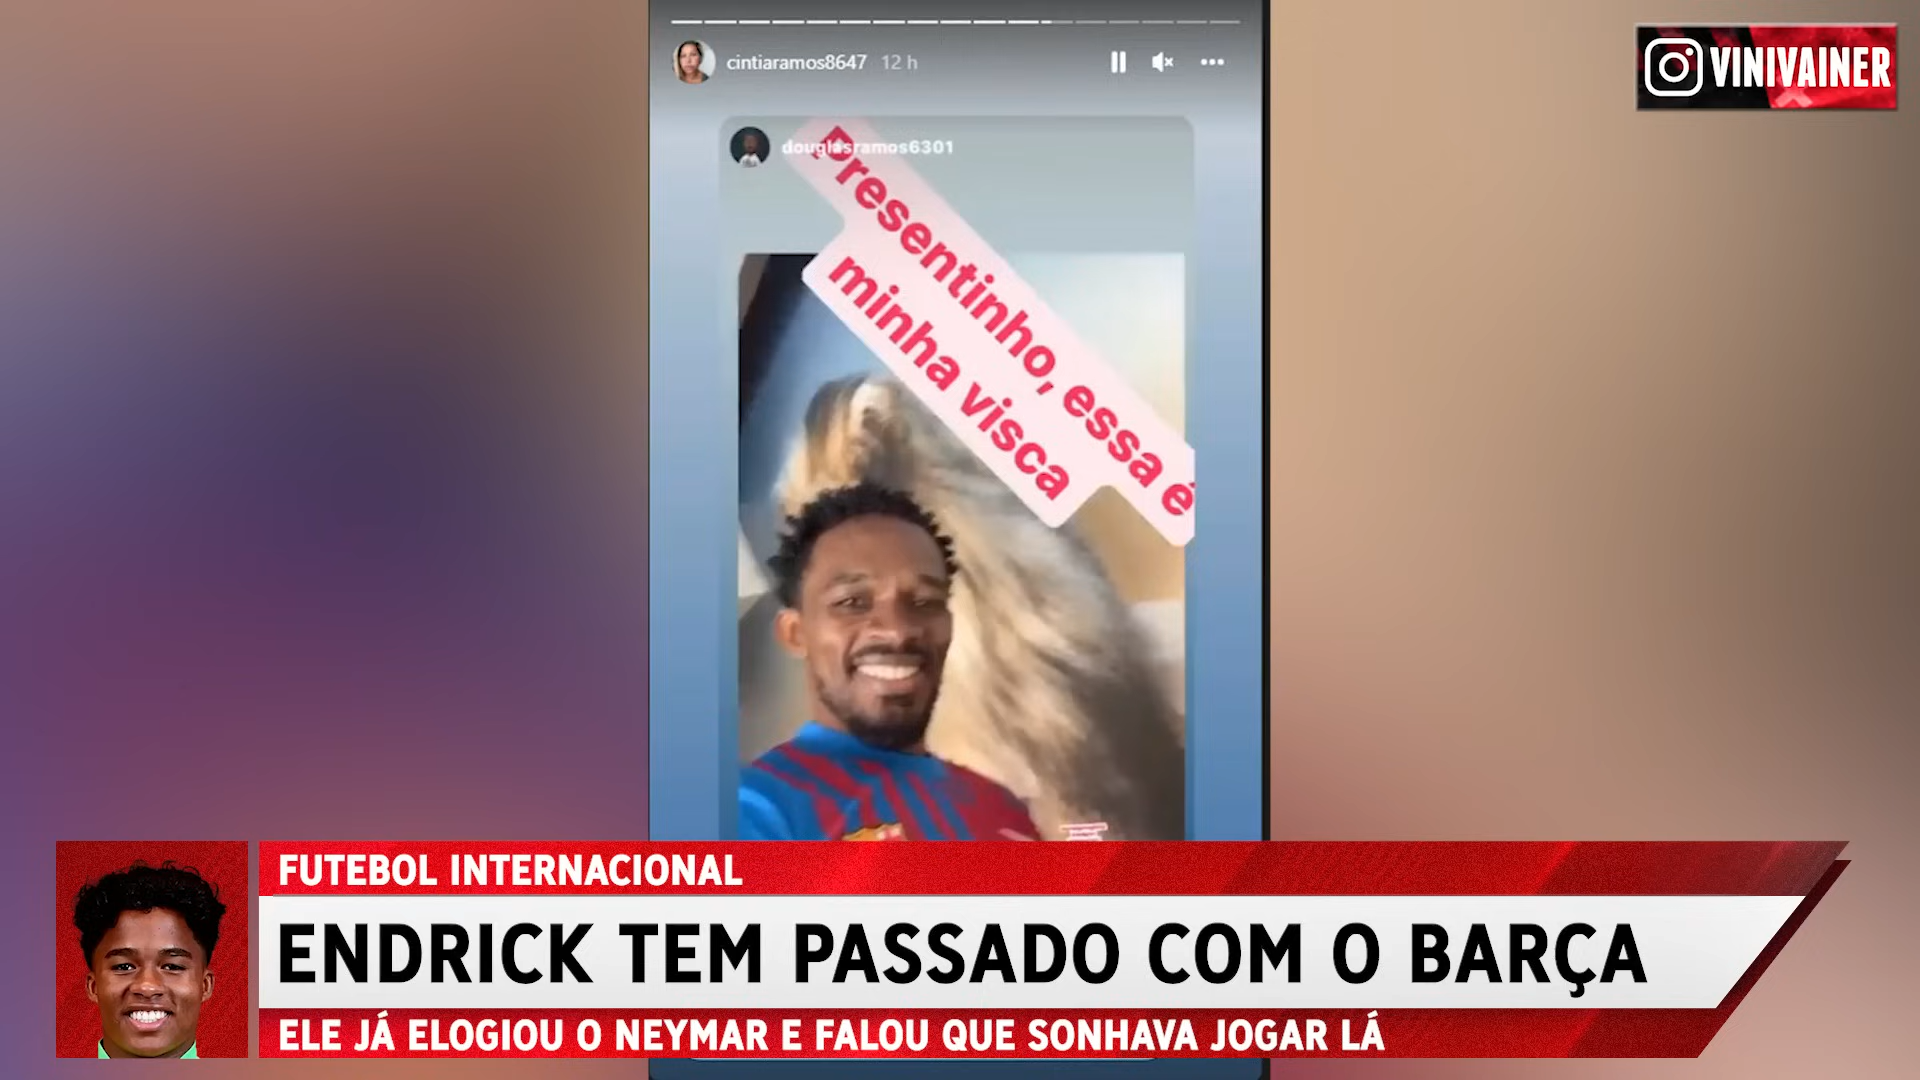 cintiaramos8647 12 h
VINIVAINER
douglasramos6301
Presentinho, essa é
minha visca
FUTEBOL INTERNACIONAL
ENDRICK TEM PASSADO COM O BARÇA
ELE JÁ ELOGIOU O NEYMAR E FALOU QUE SONHAVA JOGAR LÁ